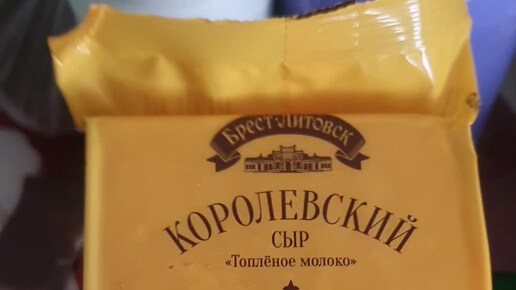 БРЕСТ-ЛИТОВСК
КОРОЛЕВСКИЙ
СЫР
«Топлёное молоко»